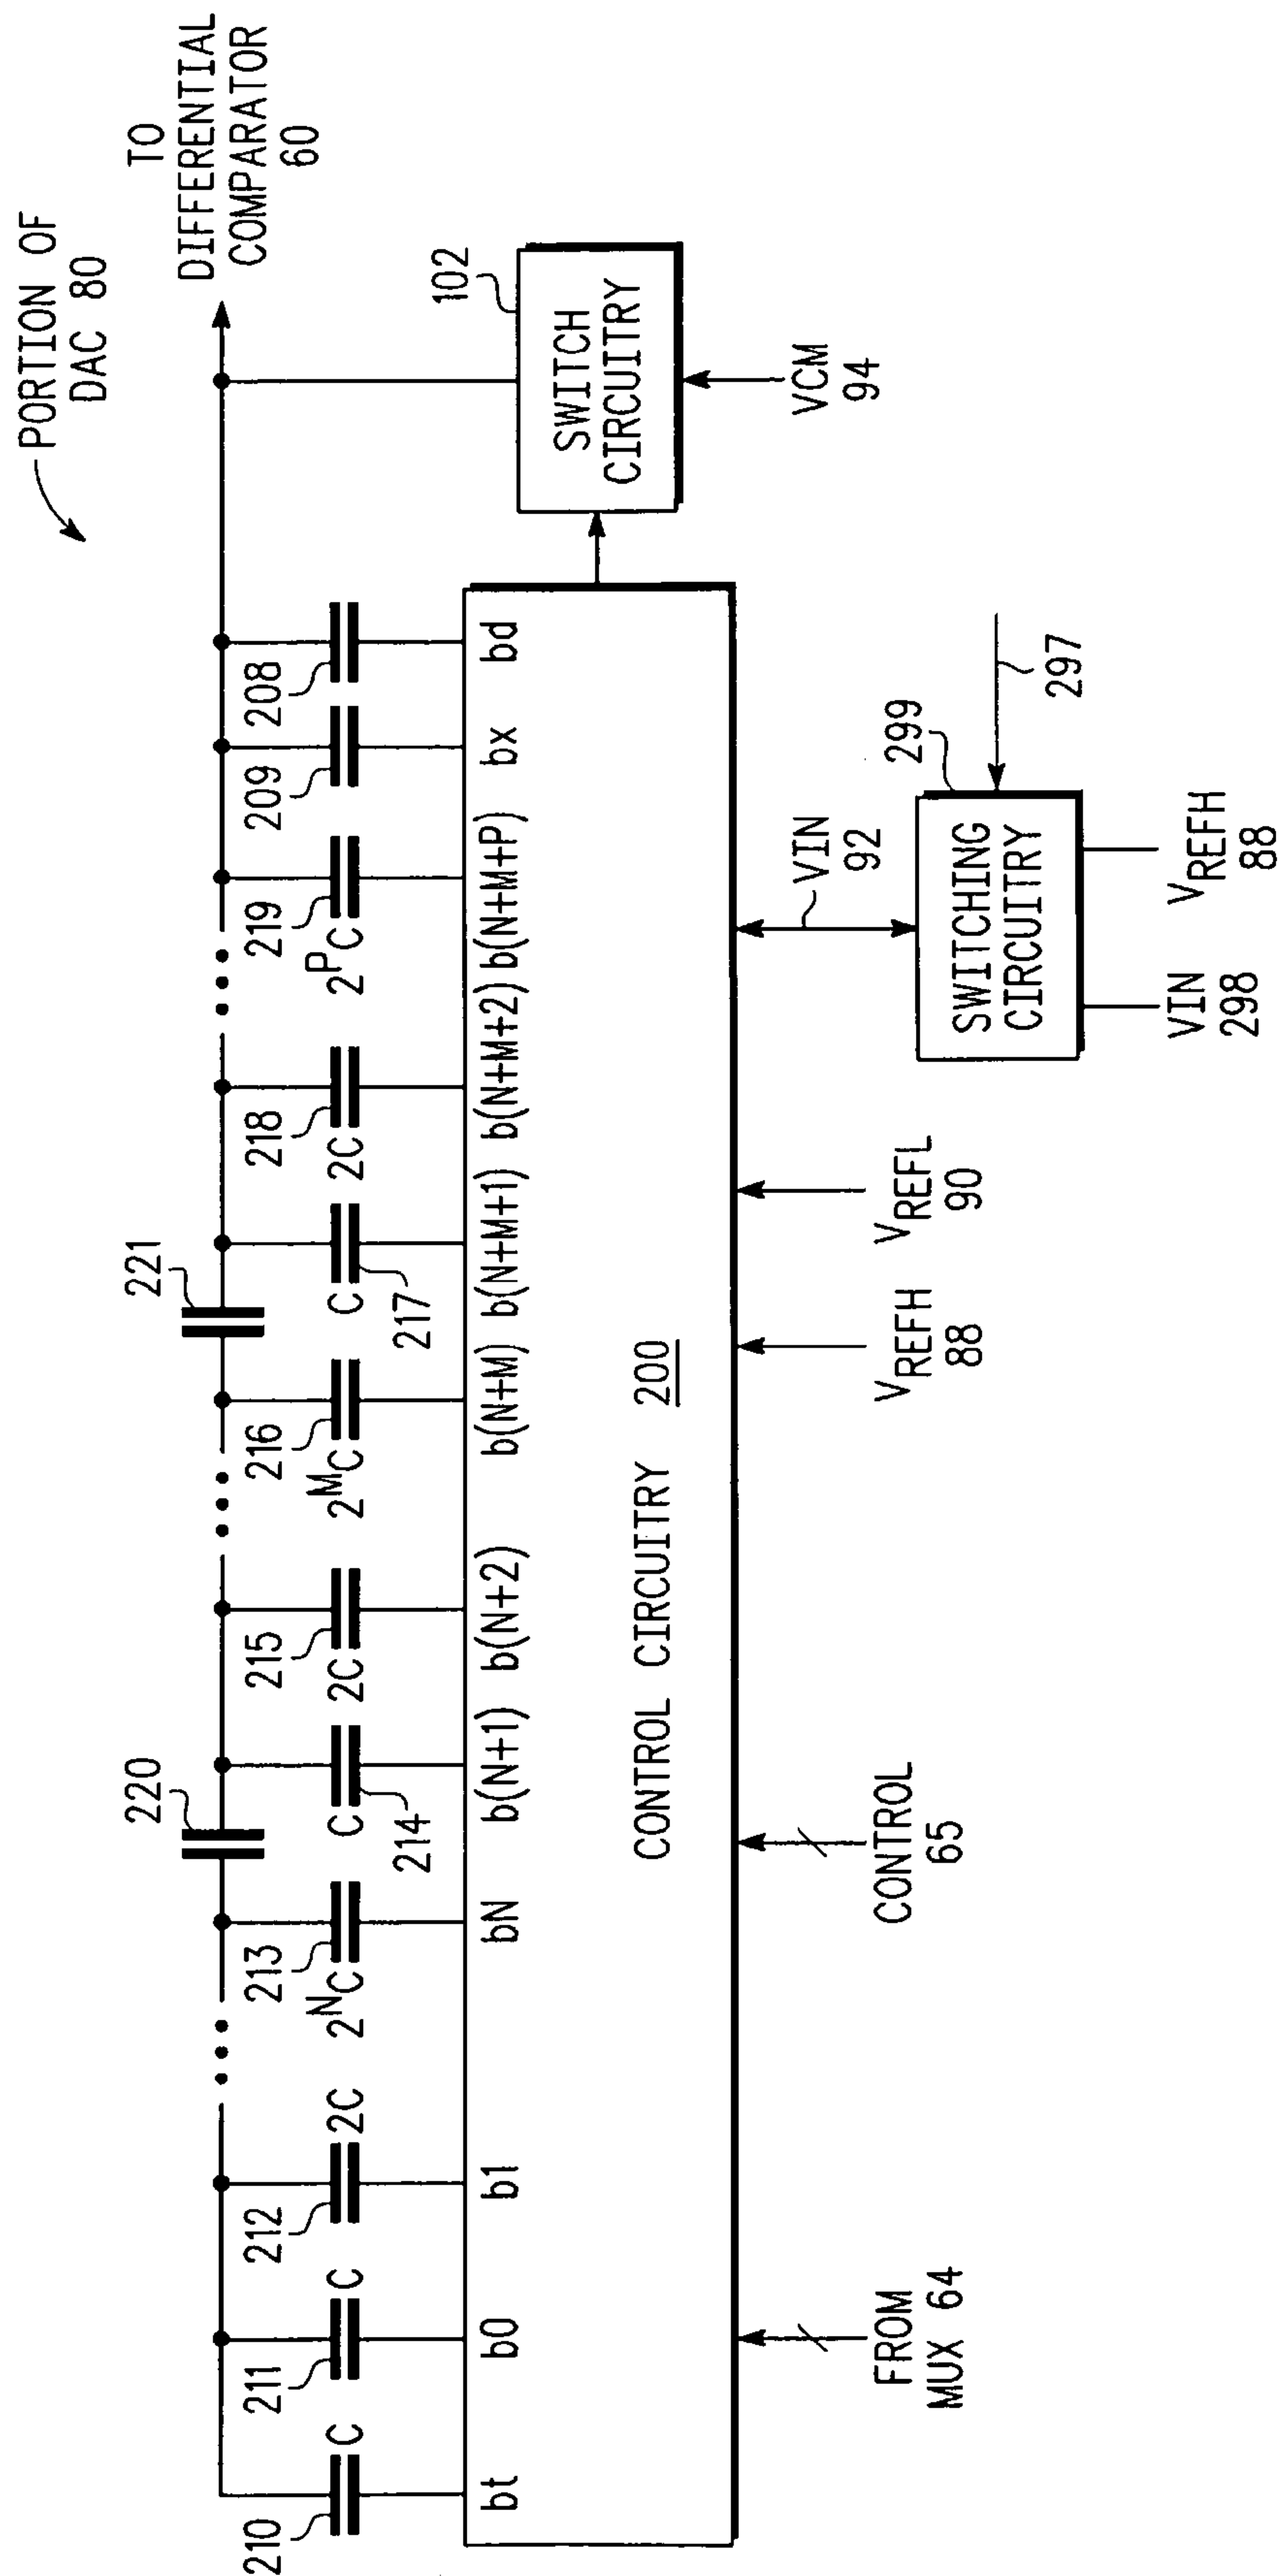 PORTION OF
DAC 80
TO
DIFFERENTIAL
COMPARATOR
60
220
221
210
C
211
C
212
2C
213
2^N C
C
214
215
2C
216
2^M C
C
217
218
2C
219
2^P C
209
208
102
SWITCH
CIRCUITRY
VCM
94
bt
b0
b1
bN
b(N+1)
b(N+2)
b(N+M)
b(N+M+1)
b(N+M+2)
b(N+M+P)
bx
bd
CONTROL CIRCUITRY 200
FROM
MUX 64
CONTROL
65
VREFH
88
VREFL
90
VIN
92
299
SWITCHING
CIRCUITRY
297
VIN
298
VREFH
88